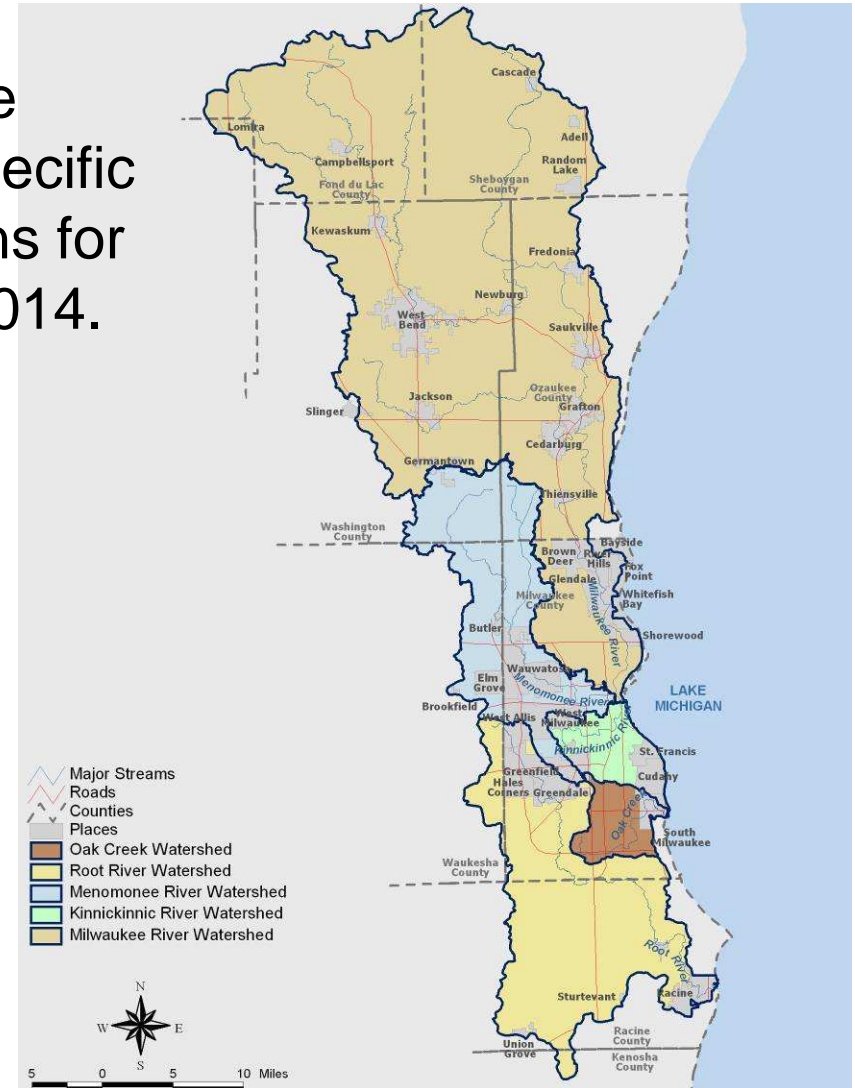 e
ecific
ns for
014.
Cascade
Lomira
Adell
Campbellsport
Random
Lake
Fond du Lac
County
Sheboygan
County
Kewaskum
Fredonia
Newburg
West
Bend
Saukville
Ozaukee
County
Jackson
Slinger
Grafton
Cedarburg
Germantown
Thiensville
Washington
County
Bayside
Brown
Deer
River
Hills
Fox
Point
Glendale
Milwaukee
County
Whitefish
Bay
Milwaukee River
Butler
Shorewood
Wauwatosa
Elm
Grove
Menomonee River
LAKE
MICHIGAN
Brookfield
West Allis
West
Milwaukee
Kinnickinnic River
St. Francis
Greenfield
Cudahy
Hales
Corners
Greendale
Oak Creek
South
Milwaukee
Waukesha
County
Root River
Sturtevant
Racine
Union
Grove
Racine
County
Kenosha
County
Major Streams
Roads
Counties
Places
Oak Creek Watershed
Root River Watershed
Menomonee River Watershed
Kinnickinnic River Watershed
Milwaukee River Watershed
N
W
E
S
5 0 5 10 Miles